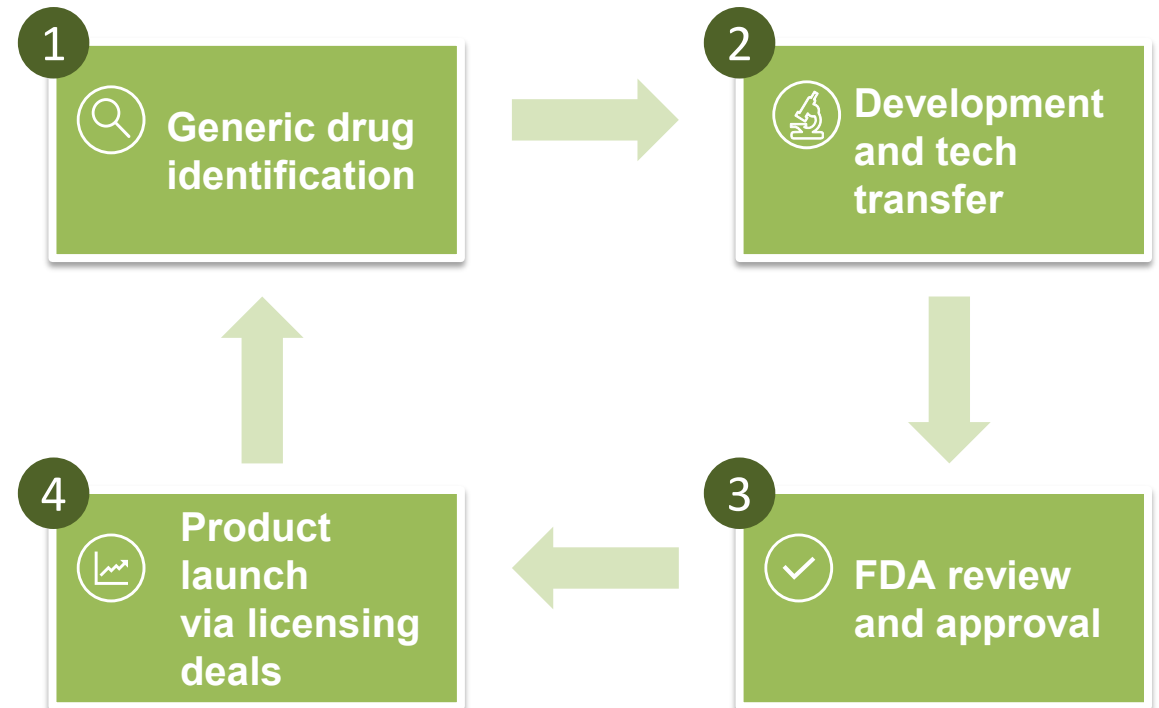 1
Generic drug
identification
2
Development
and tech
transfer
3
FDA review
and approval
4
Product
launch
via licensing
deals